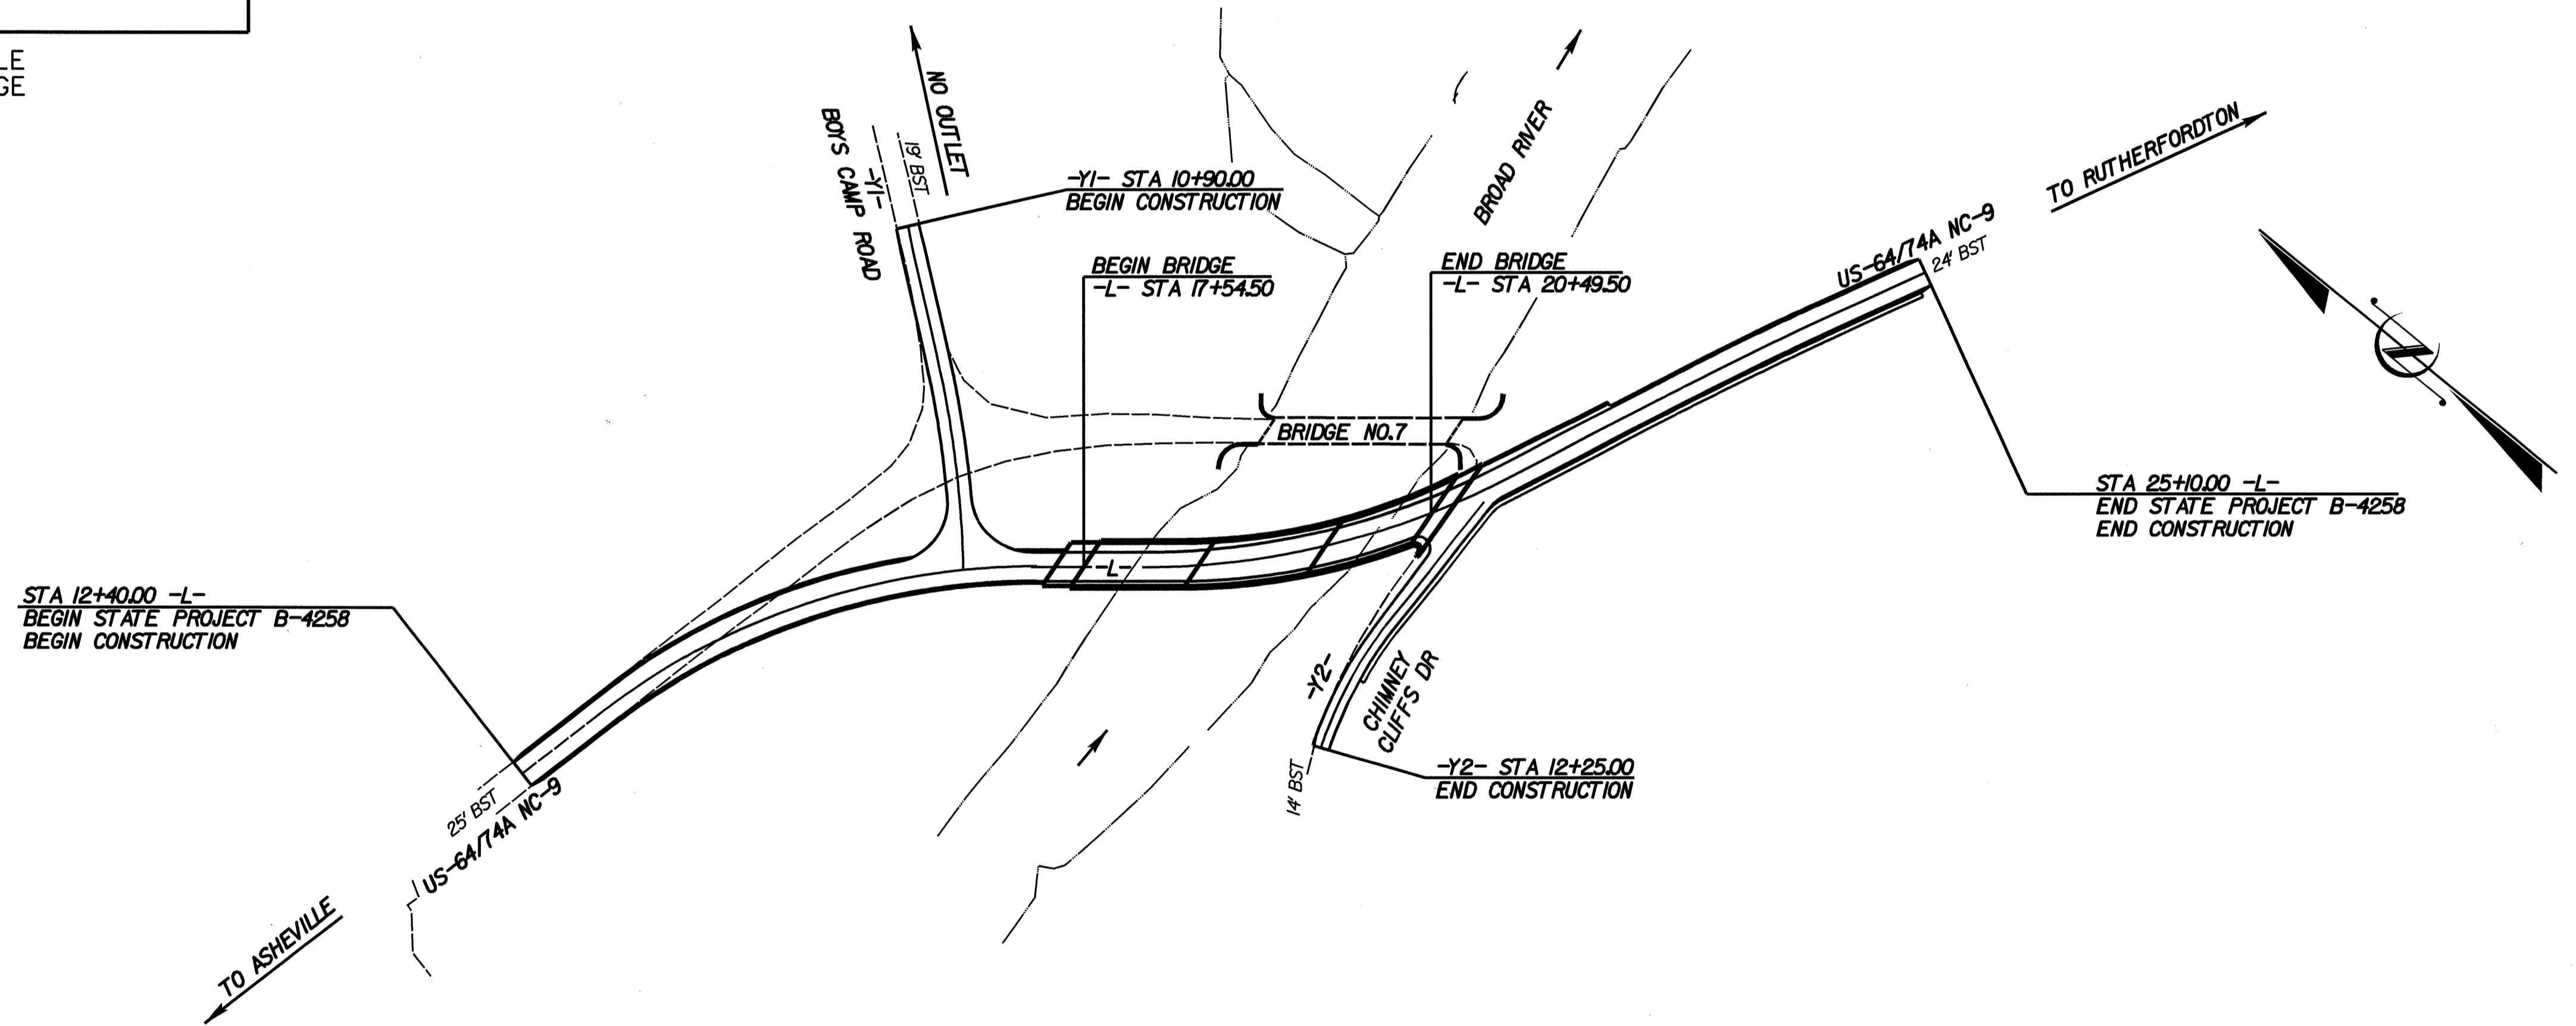 LE
GE
NO OUTLET
BOYS CAMP ROAD
-Y1-
19' BST
-Y1- STA 10+90.00
BEGIN CONSTRUCTION
BROAD RIVER
TO RUTHERFORDTON
US-64/74A NC-9
24' BST
BEGIN BRIDGE
-L- STA 17+54.50
END BRIDGE
-L- STA 20+49.50
N
BRIDGE NO.7
STA 25+10.00 -L-
END STATE PROJECT B-4258
END CONSTRUCTION
-L-
STA 12+40.00 -L-
BEGIN STATE PROJECT B-4258
BEGIN CONSTRUCTION
-Y2-
CHIMNEY
CLIFFS DR
14' BST
-Y2- STA 12+25.00
END CONSTRUCTION
25' BST
US-64/74A NC-9
TO ASHEVILLE